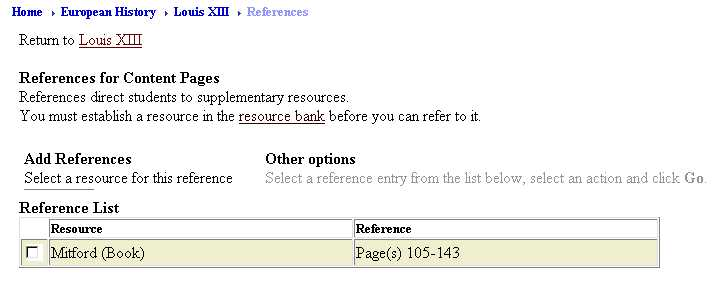 Home › European History › Louis XIII › References
Return to Louis XIII
References for Content Pages
References direct students to supplementary resources.
You must establish a resource in the resource bank before you can refer to it.
Add References
Select a resource for this reference
Other options
Select a reference entry from the list below, select an action and click Go.
Reference List
Resource Reference
Mitford (Book) Page(s) 105-143